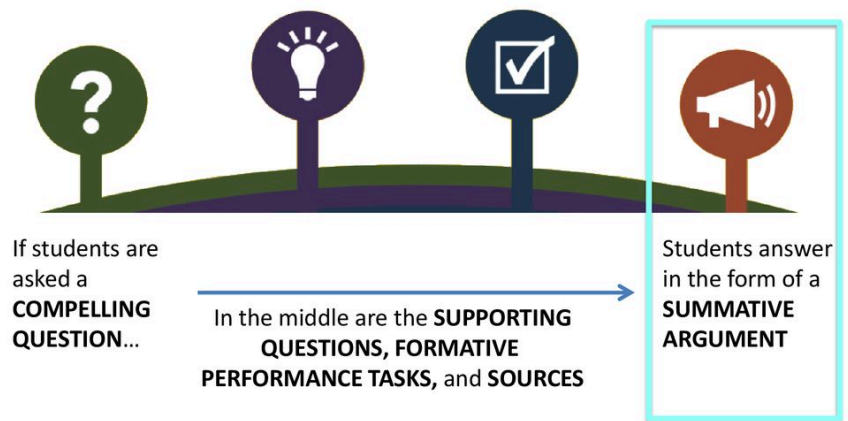 If students are
asked a
COMPELLING
QUESTION...
In the middle are the SUPPORTING
QUESTIONS, FORMATIVE
PERFORMANCE TASKS, and SOURCES
Students answer
in the form of a
SUMMATIVE
ARGUMENT